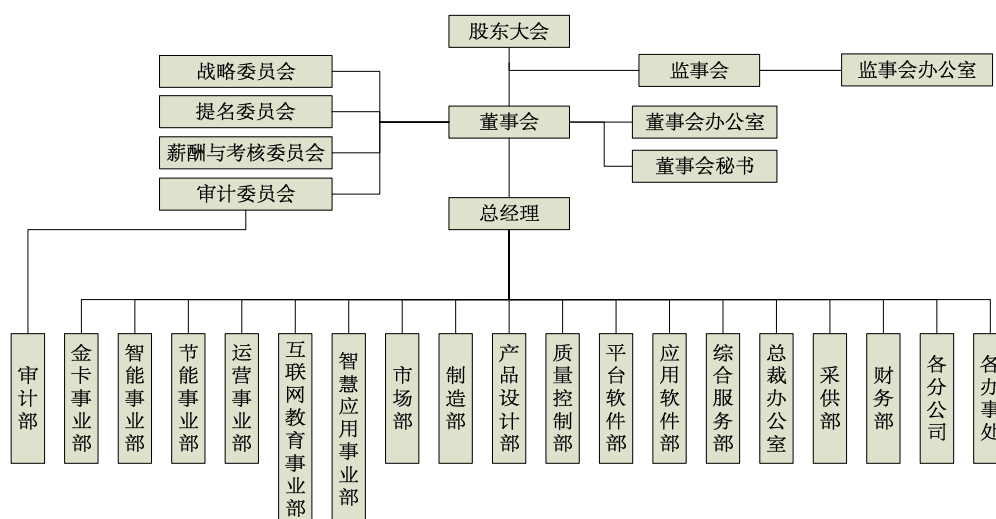 股东大会
战略委员会
监事会
监事会办公室
提名委员会
董事会
董事会办公室
薪酬与考核委员会
董事会秘书
审计委员会
总经理
审计部
金卡事业部
智能事业部
节能事业部
运营事业部
互联网教育事业部
智慧应用事业部
市场部
制造部
产品设计部
质量控制部
平台软件部
应用软件部
综合服务部
总裁办公室
采供部
财务部
各分公司
各办事处